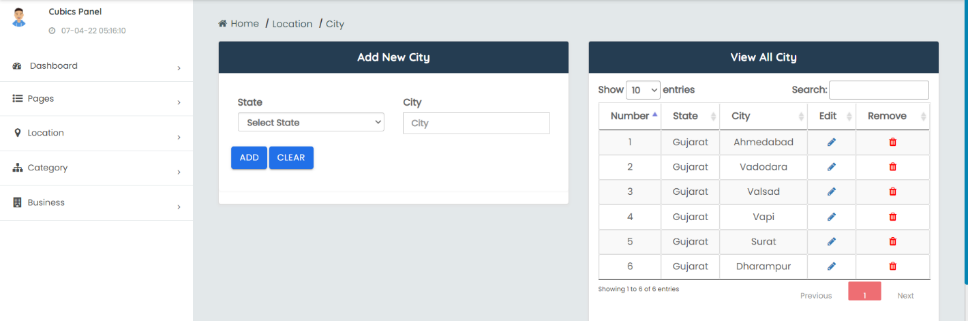 Cubics Panel
07-04-22 05:16:10
Dashboard
Pages
Location
Category
Business
Home / Location / City
Add New City
State
City
Select State
City
ADD
CLEAR
View All City
Show 10 entries
Search:
Number State City Edit Remove
1 Gujarat Ahmedabad
2 Gujarat Vadodara
3 Gujarat Valsad
4 Gujarat Vapi
5 Gujarat Surat
6 Gujarat Dharampur
Showing 1 to 6 of 6 entries
Previous 1 Next